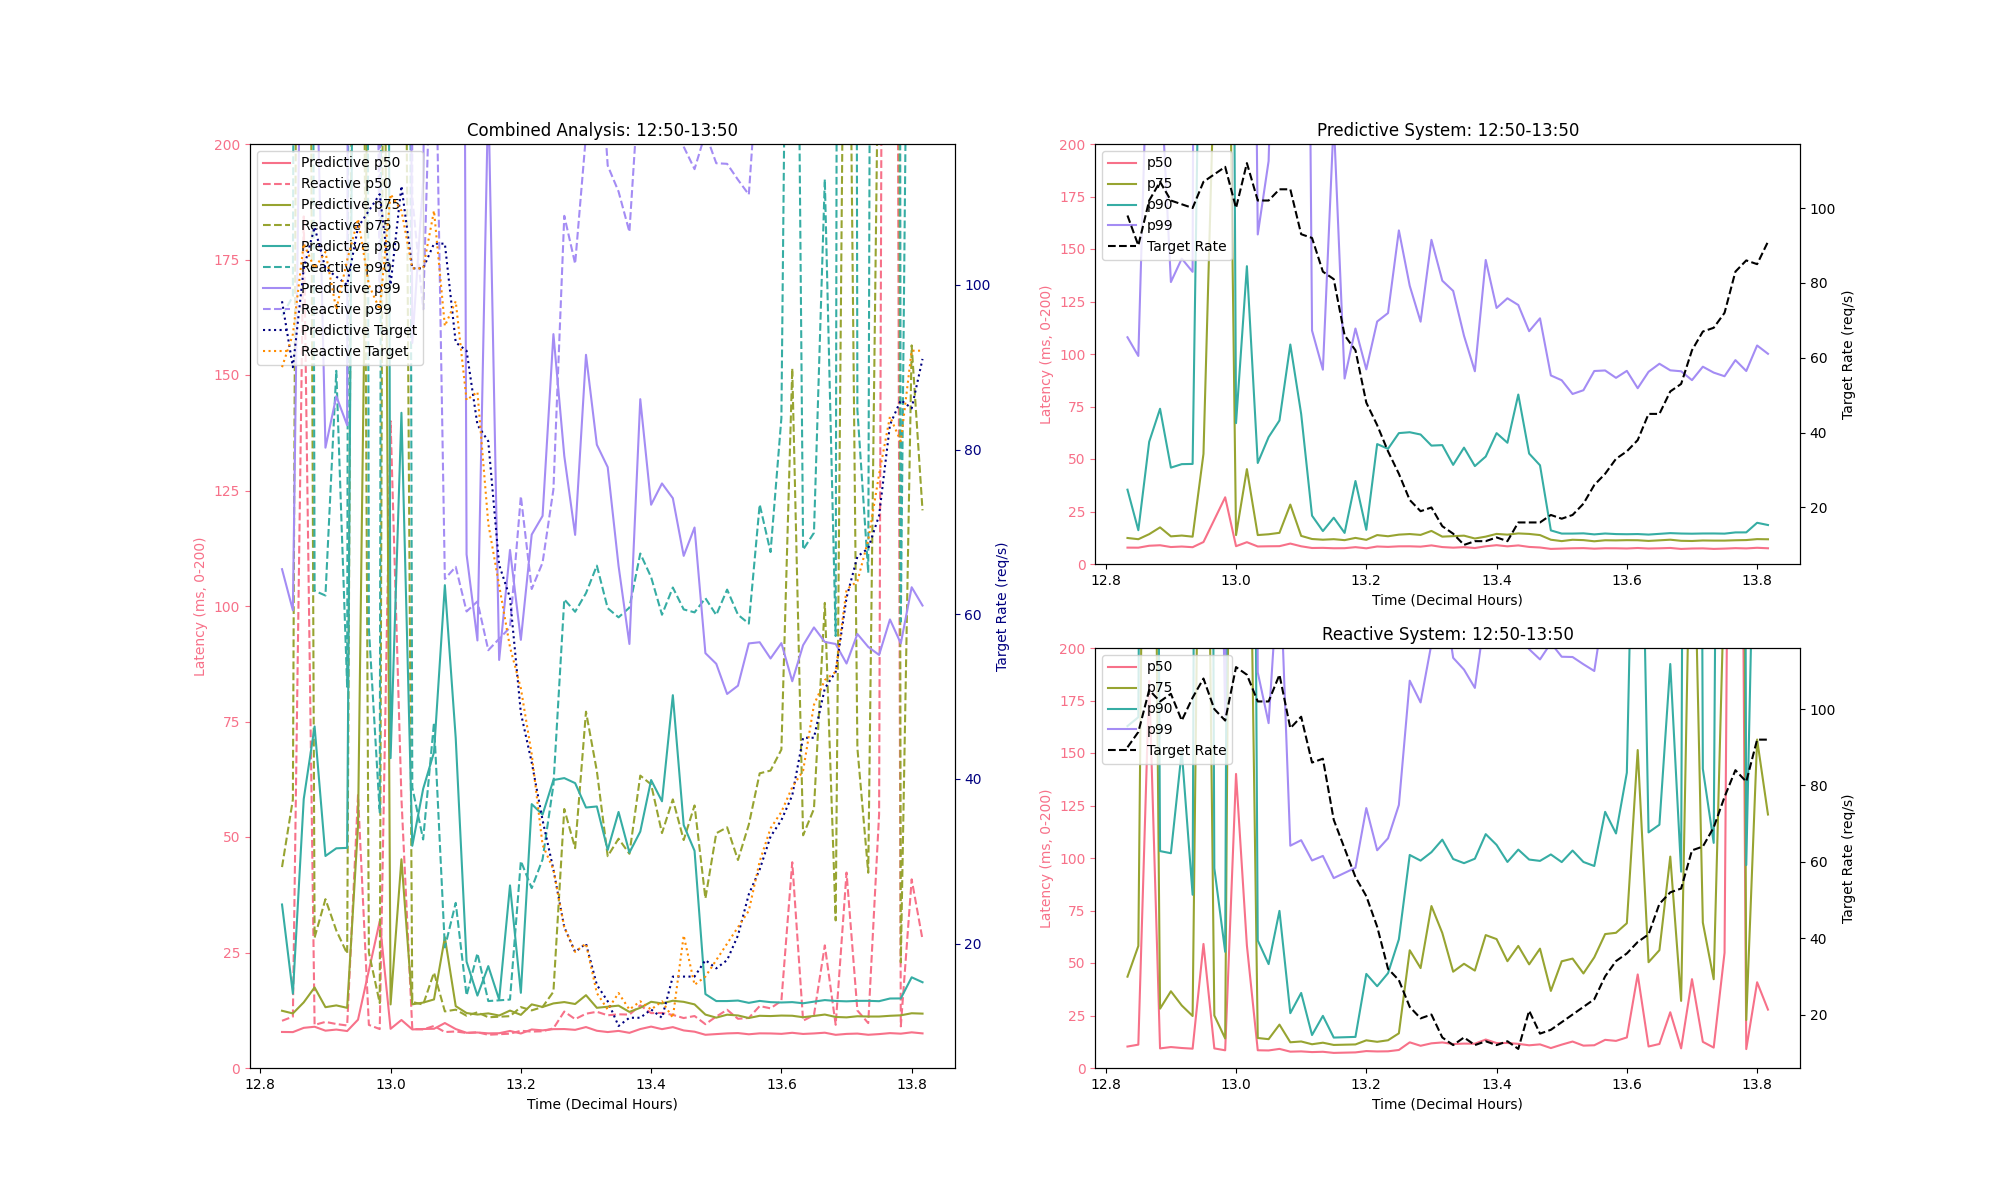 Combined Analysis: 12:50-13:50
200
175
150
125
100
75
50
25
0
Latency (ms, 0-200)
Predictive p50
Reactive p50
Predictive p75
Reactive p75
Predictive p90
Reactive p90
Predictive p99
Reactive p99
Predictive Target
Reactive Target
100
80
60
40
20
Target Rate (req/s)
12.8 13.0 13.2 13.4 13.6 13.8
Time (Decimal Hours)
Predictive System: 12:50-13:50
200
175
150
125
100
75
50
25
0
Latency (ms, 0-200)
p50
p75
p90
p99
Target Rate
100
80
60
40
20
Target Rate (req/s)
12.8 13.0 13.2 13.4 13.6 13.8
Time (Decimal Hours)
Reactive System: 12:50-13:50
200
175
150
125
100
75
50
25
0
Latency (ms, 0-200)
p50
p75
p90
p99
Target Rate
100
80
60
40
20
Target Rate (req/s)
12.8 13.0 13.2 13.4 13.6 13.8
Time (Decimal Hours)